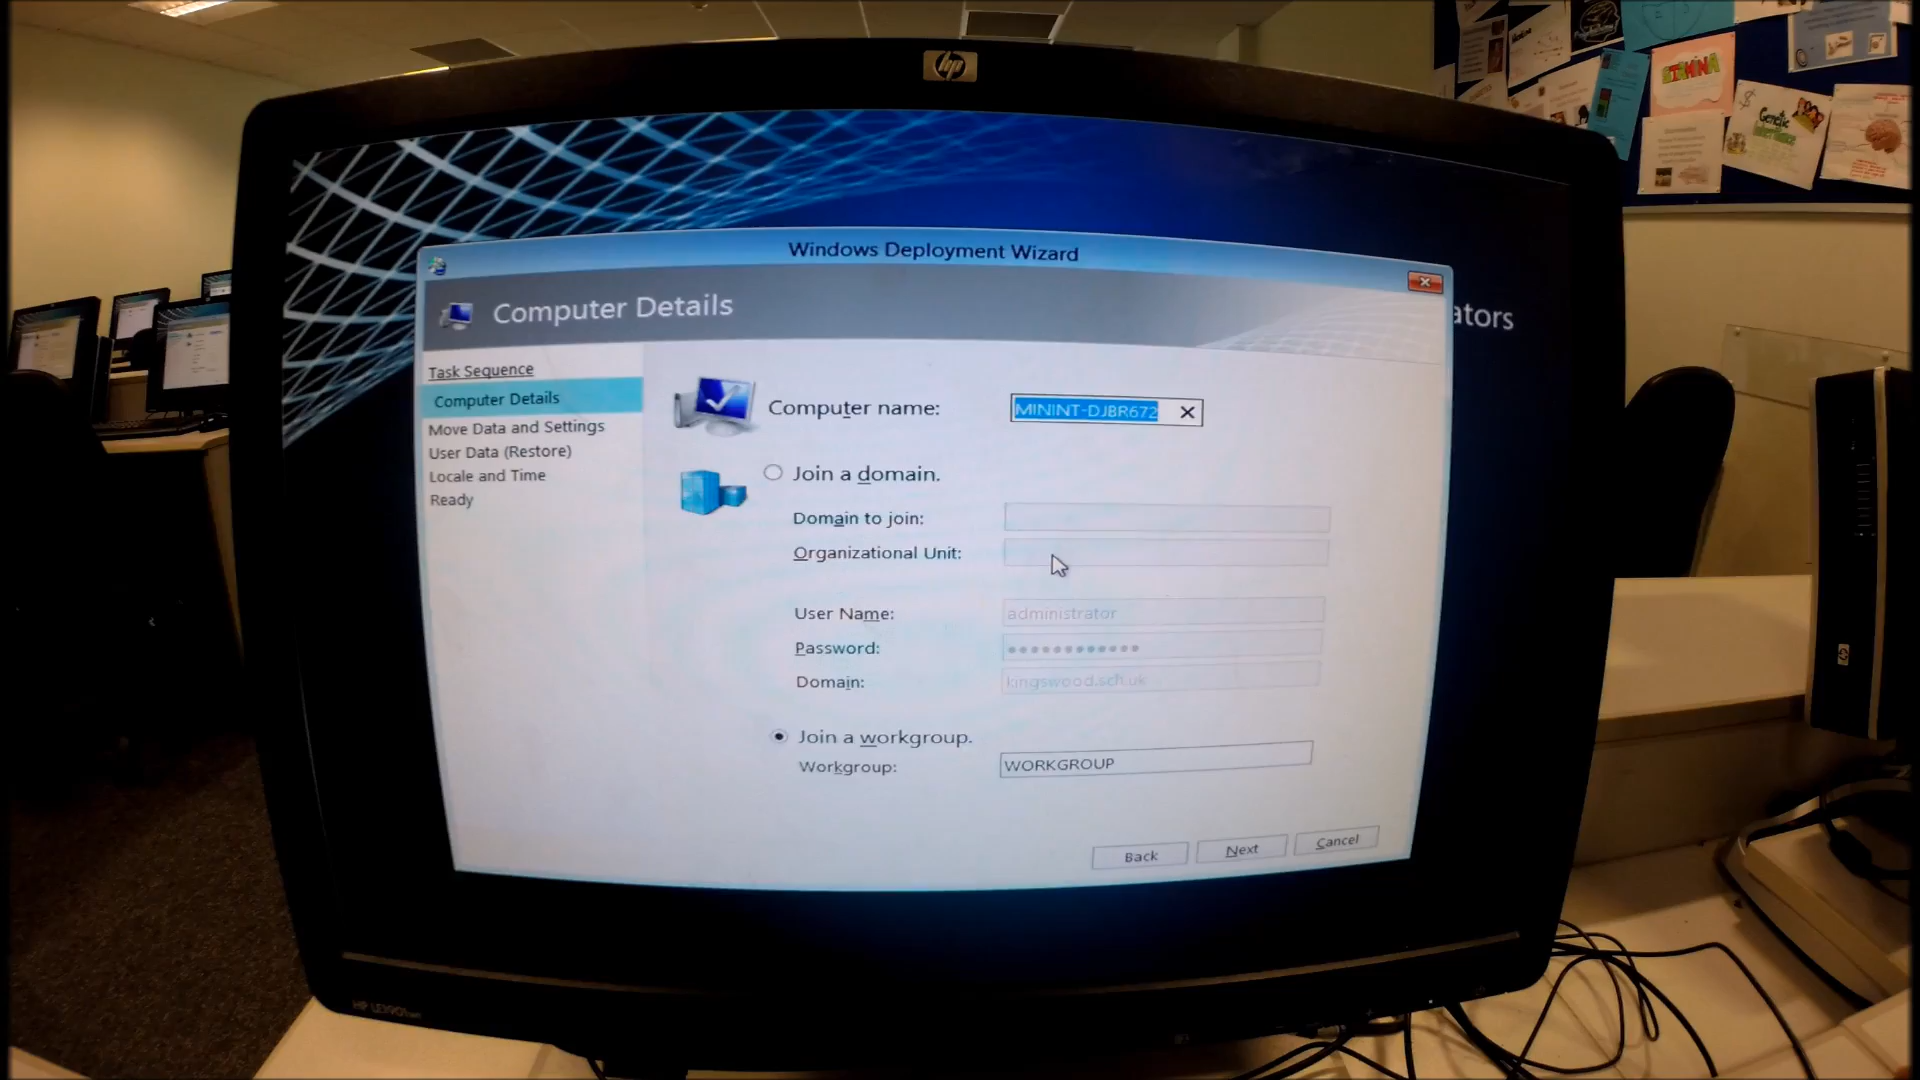 hp
STAMINA
Genetic
Windows Deployment Wizard
Computer Details
ators
Task Sequence
Computer Details
Move Data and Settings
User Data (Restore)
Locale and Time
Ready
Computer name:
MININT-DJBR672
Join a domain.
Domain to join:
Organizational Unit:
User Name:
administrator
Password:
Domain:
kingswood.sch.uk
Join a workgroup.
Workgroup:
WORKGROUP
Back
Next
Cancel